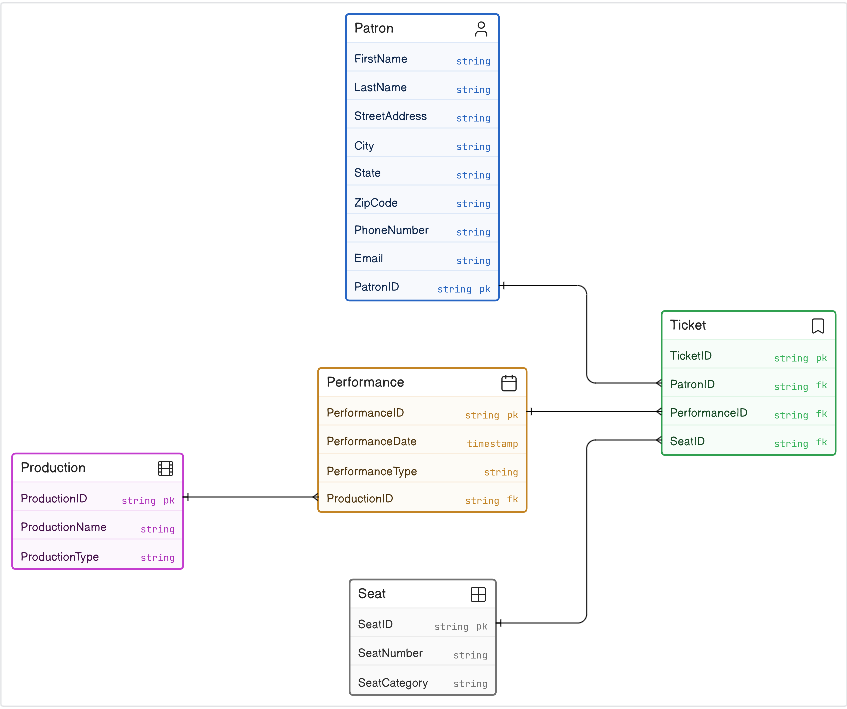 Patron
FirstName string
LastName string
StreetAddress string
City string
State string
ZipCode string
PhoneNumber string
Email string
PatronID string pk
Ticket
TicketID string pk
PatronID string fk
PerformanceID string fk
SeatID string fk
Performance
PerformanceID string pk
PerformanceDate timestamp
PerformanceType string
ProductionID string fk
Production
ProductionID string pk
ProductionName string
ProductionType string
Seat
SeatID string pk
SeatNumber string
SeatCategory string